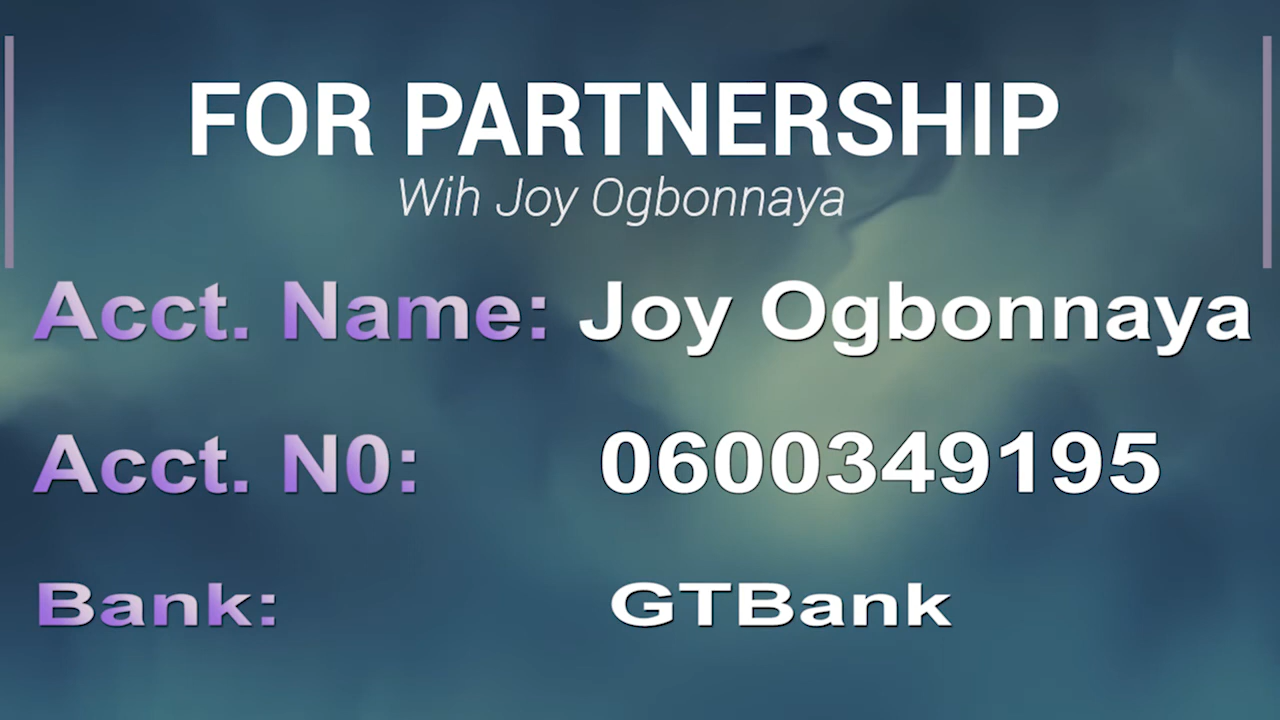 FOR PARTNERSHIP
Wih Joy Ogbonnaya
Acct. Name: Joy Ogbonnaya
Acct. N0: 0600349195
Bank: GTBank